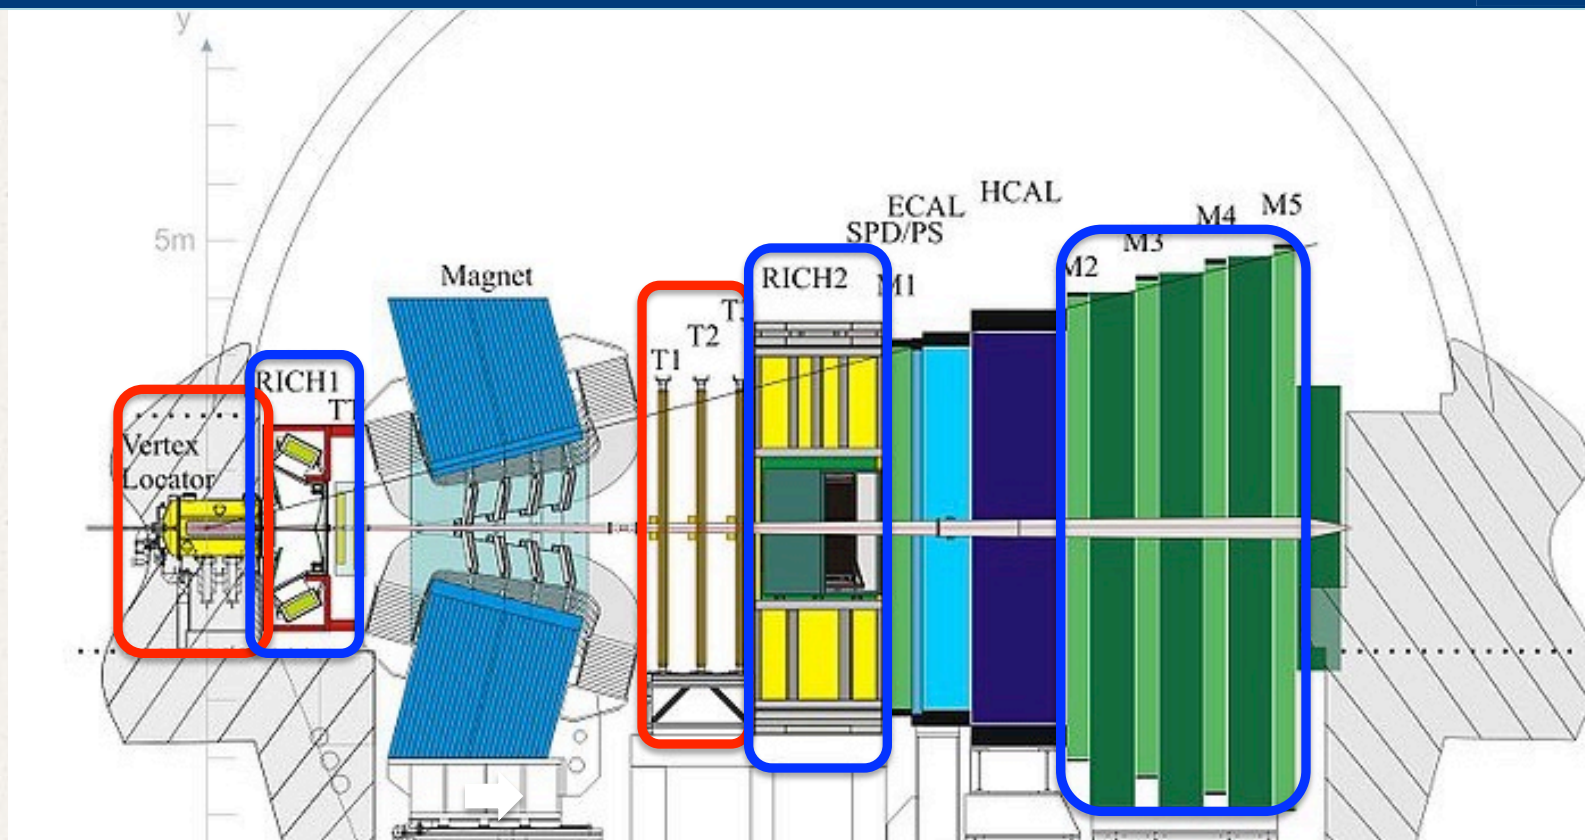 y
5m
Magnet
Vertex
Locator
RICH1
T1
T2
RICH2
SPD/PS
ECAL
HCAL
M1
M2
M3
M4
M5